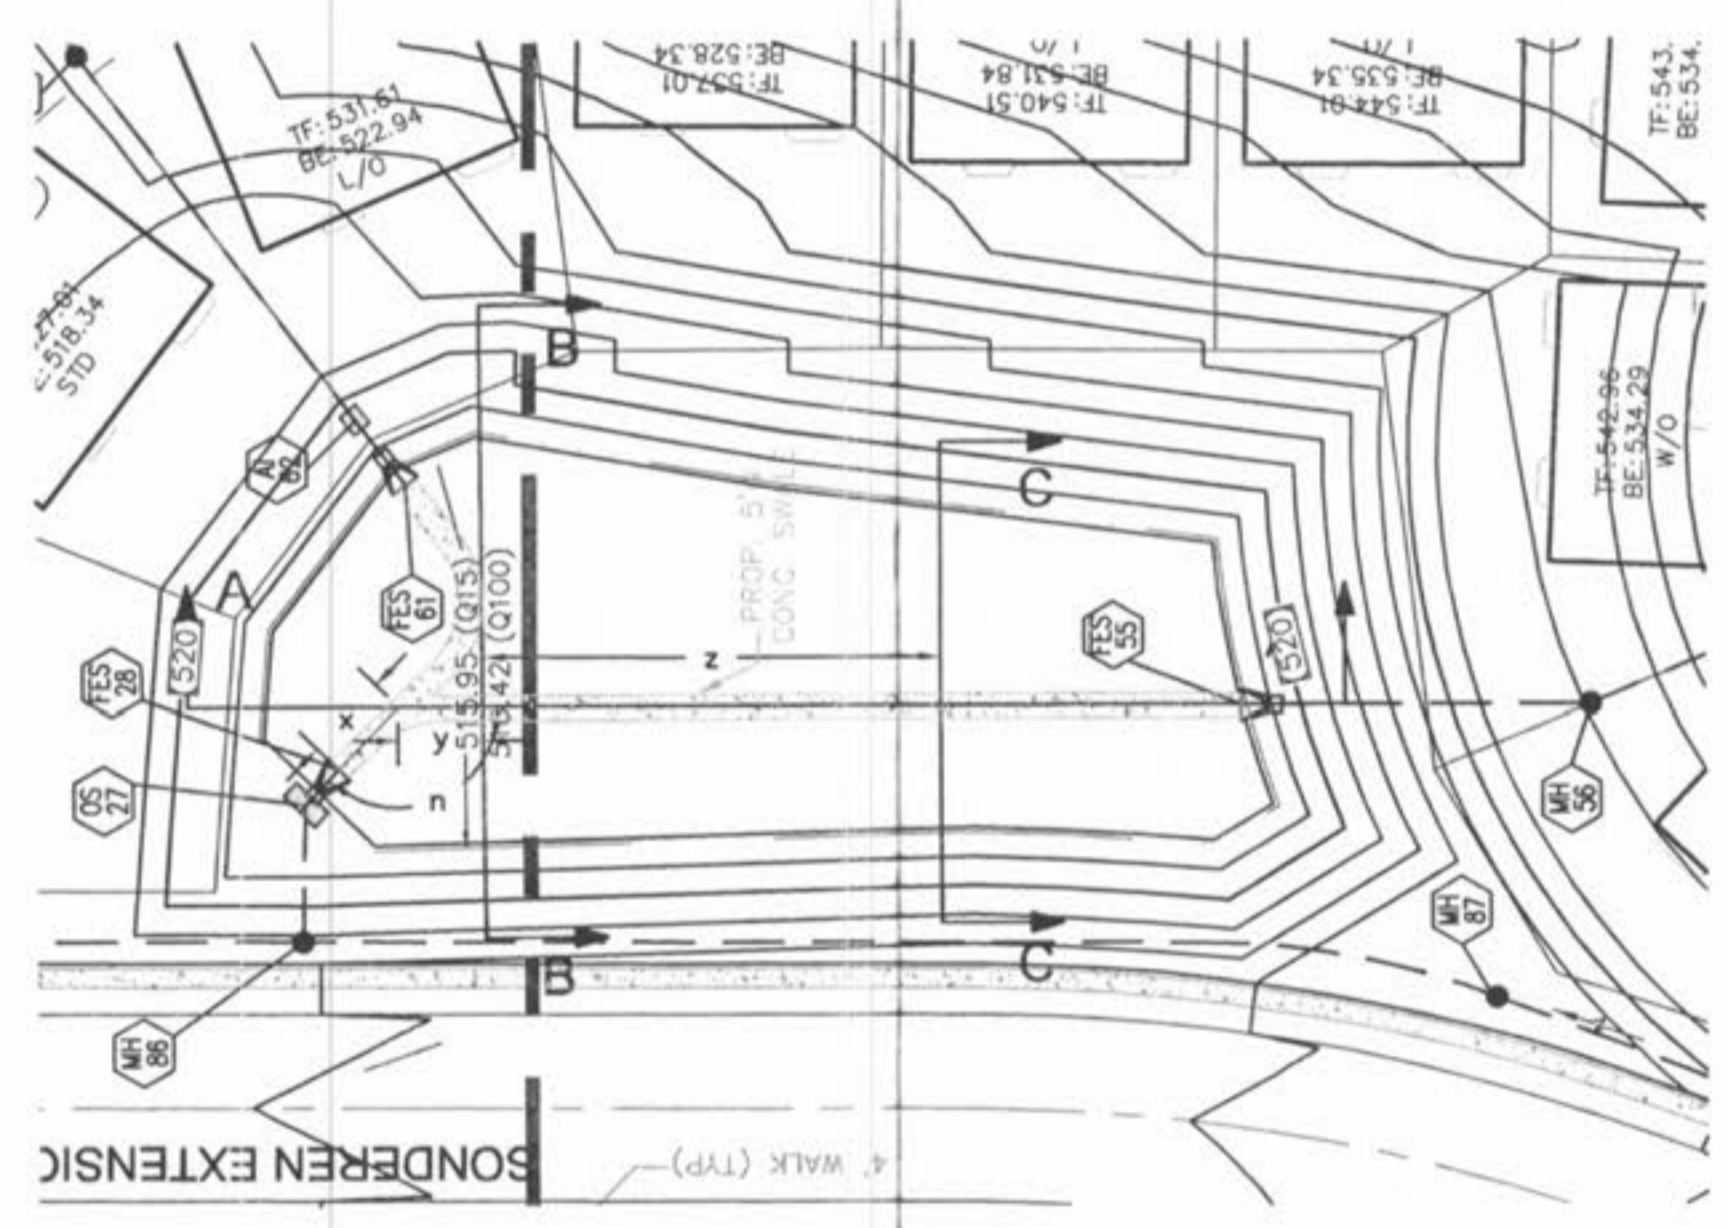 BE:528.34
TF:537.01
L/O
BE:531.84
TF:540.51
L/O
BE:535.34
TF:544.01
TF:543.
BE:534.
TF:531.61
BE:522.94
L/O
27.01
518.34
STD
B
AI
62
C
TF:542.96
BE:534.29
W/O
A
520
FES
61
515.95 (Q15)
(Q100)
PROP. 5'
CONC SWALE
z
FES
55
520
FES
28
x
y
OS
27
n
MH
56
MH
87
B
C
MH
86
SONDEREN EXTENSIO
4' WALK (TYP)